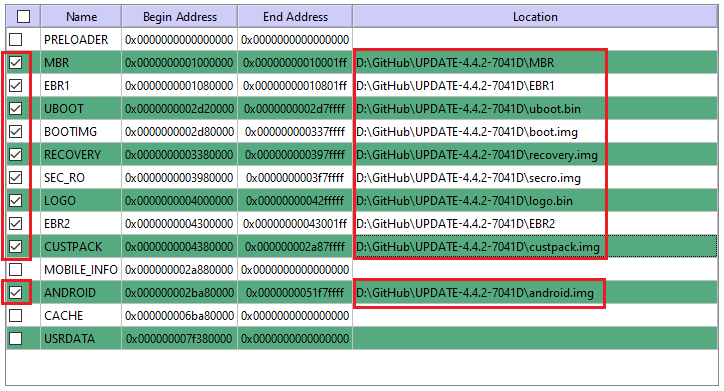 Name Begin Address End Address Location
PRELOADER 0x0000000000000000 0x0000000000000000
MBR 0x0000000001000000 0x00000000010001ff D:\GitHub\UPDATE-4.4.2-7041D\MBR
EBR1 0x0000000001080000 0x00000000010801ff D:\GitHub\UPDATE-4.4.2-7041D\EBR1
UBOOT 0x0000000002d20000 0x0000000002d7ffff D:\GitHub\UPDATE-4.4.2-7041D\uboot.bin
BOOTIMG 0x0000000002d80000 0x000000000337ffff D:\GitHub\UPDATE-4.4.2-7041D\boot.img
RECOVERY 0x0000000003380000 0x000000000397ffff D:\GitHub\UPDATE-4.4.2-7041D\recovery.img
SEC_RO 0x0000000003980000 0x0000000003f7ffff D:\GitHub\UPDATE-4.4.2-7041D\secro.img
LOGO 0x0000000004000000 0x00000000042fffff D:\GitHub\UPDATE-4.4.2-7041D\logo.bin
EBR2 0x0000000004300000 0x00000000043001ff D:\GitHub\UPDATE-4.4.2-7041D\EBR2
CUSTPACK 0x0000000004380000 0x000000002a87ffff D:\GitHub\UPDATE-4.4.2-7041D\custpack.img
MOBILE_INFO 0x000000002a880000 0x0000000000000000
ANDROID 0x000000002ba80000 0x0000000051f7ffff D:\GitHub\UPDATE-4.4.2-7041D\android.img
CACHE 0x000000006ba80000 0x0000000000000000
USRDATA 0x000000007f380000 0x0000000000000000